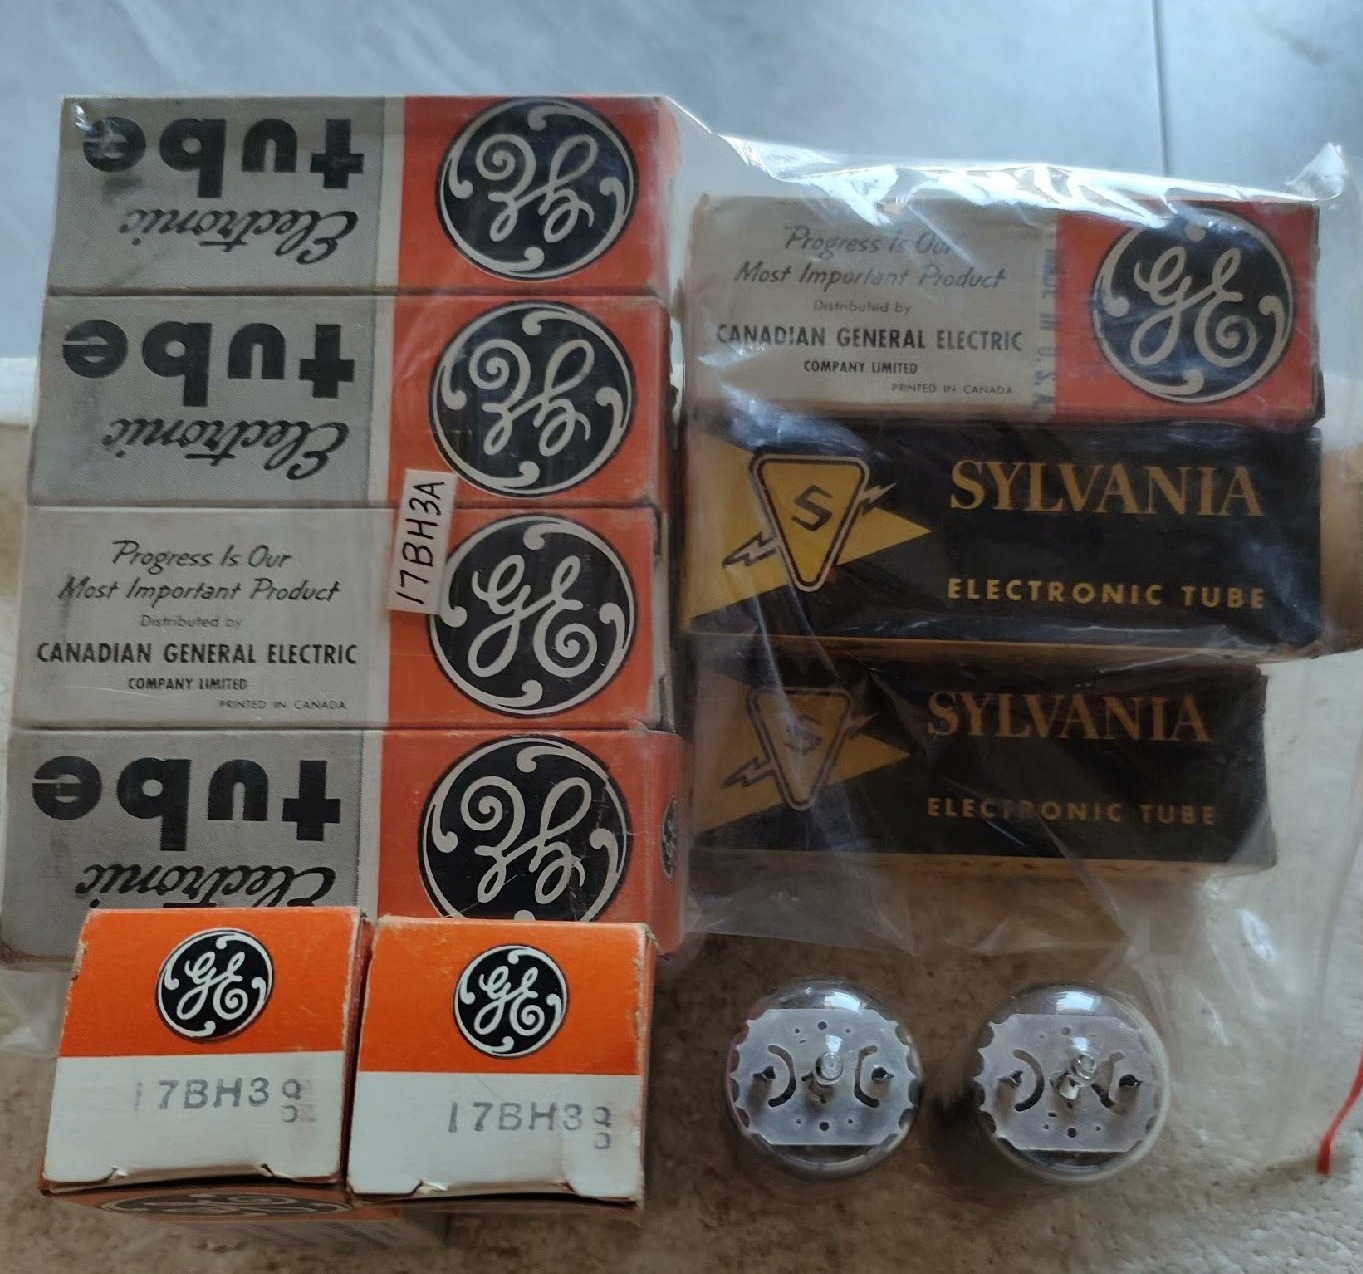 tube
Electronic
GE
tube
Electronic
GE
17BH3A
Progress Is Our
Most Important Product
Distributed by
CANADIAN GENERAL ELECTRIC
COMPANY LIMITED
PRINTED IN CANADA
GE
tube
Electronic
GE
GE
17BH3
GE
17BH3
Progress Is Our
Most Important Product
Distributed by
CANADIAN GENERAL ELECTRIC
COMPANY LIMITED
PRINTED IN CANADA
MADE IN U.S.A.
GE
S
SYLVANIA
ELECTRONIC TUBE
S
SYLVANIA
ELECTRONIC TUBE